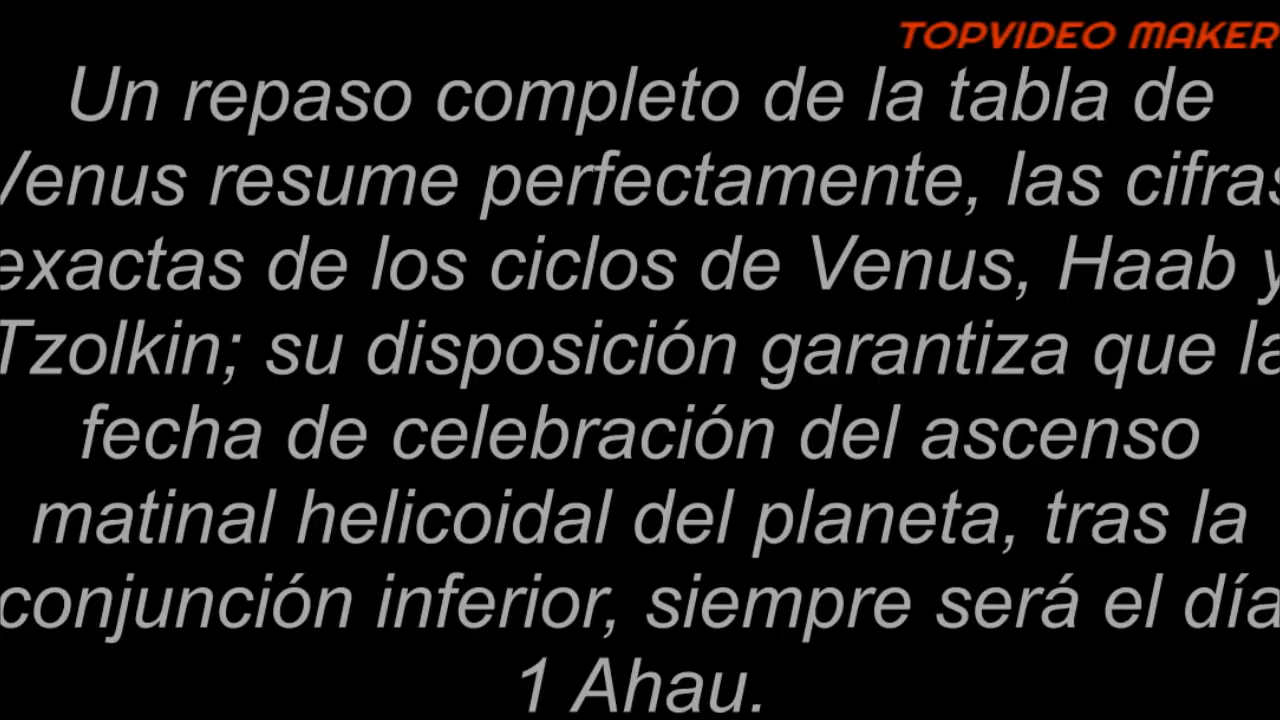 TOPVIDEO MAKER
Un repaso completo de la tabla de
Venus resume perfectamente, las cifras
exactas de los ciclos de Venus, Haab y
Tzolkin; su disposición garantiza que la
fecha de celebración del ascenso
matinal helicoidal del planeta, tras la
conjunción inferior, siempre será el día
1 Ahau.